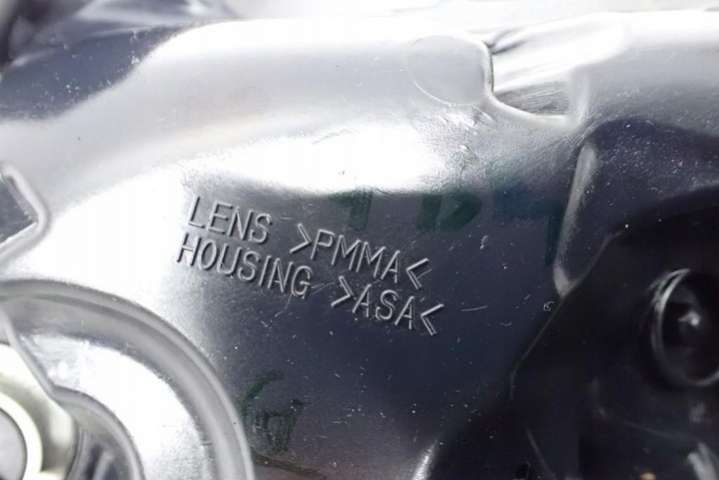 LENS >PMMA<
HOUSING >ASA<